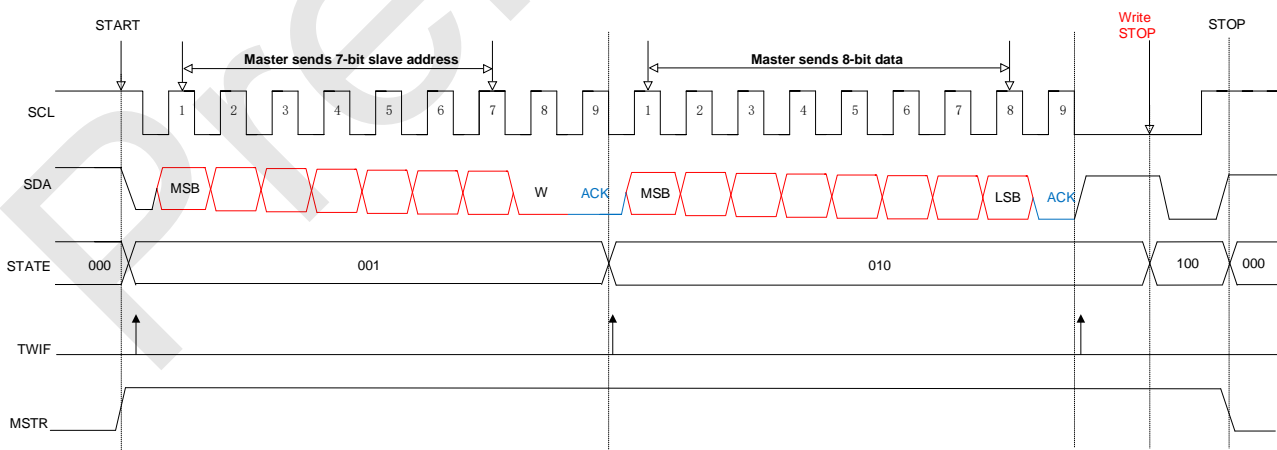 START
Write
STOP
STOP
Master sends 7-bit slave address
Master sends 8-bit data
SCL
1 2 3 4 5 6 7 8 9 1 2 3 4 5 6 7 8 9
SDA
MSB W ACK MSB LSB ACK
STATE
000 001 010 100 000
TWIF
MSTR
Pre